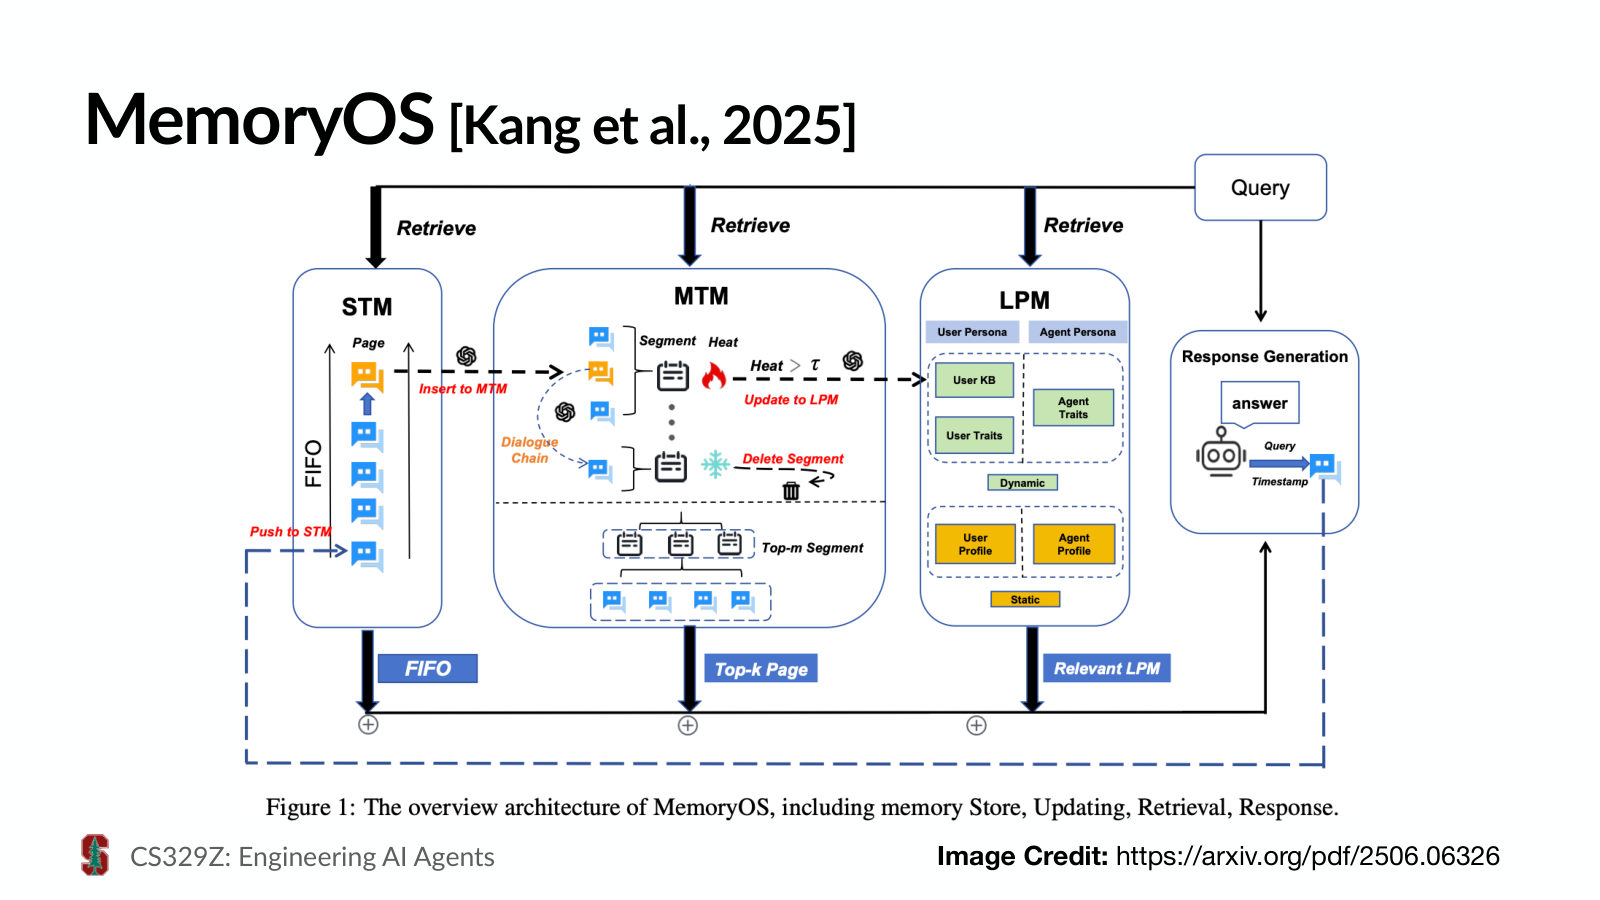 MemoryOS [Kang et al., 2025]
Query
Retrieve
Retrieve
Retrieve
STM
Page
FIFO
Push to STM
Insert to MTM
MTM
Segment
Heat
Dialogue
Chain
Heat > τ
Update to LPM
Delete Segment
Top-m Segment
LPM
User Persona
Agent Persona
User KB
User Traits
Agent
Traits
Dynamic
User
Profile
Agent
Profile
Static
Response Generation
answer
Query
Timestamp
FIFO
Top-k Page
Relevant LPM
Figure 1: The overview architecture of MemoryOS, including memory Store, Updating, Retrieval, Response.
CS329Z: Engineering AI Agents
Image Credit: https://arxiv.org/pdf/2506.06326